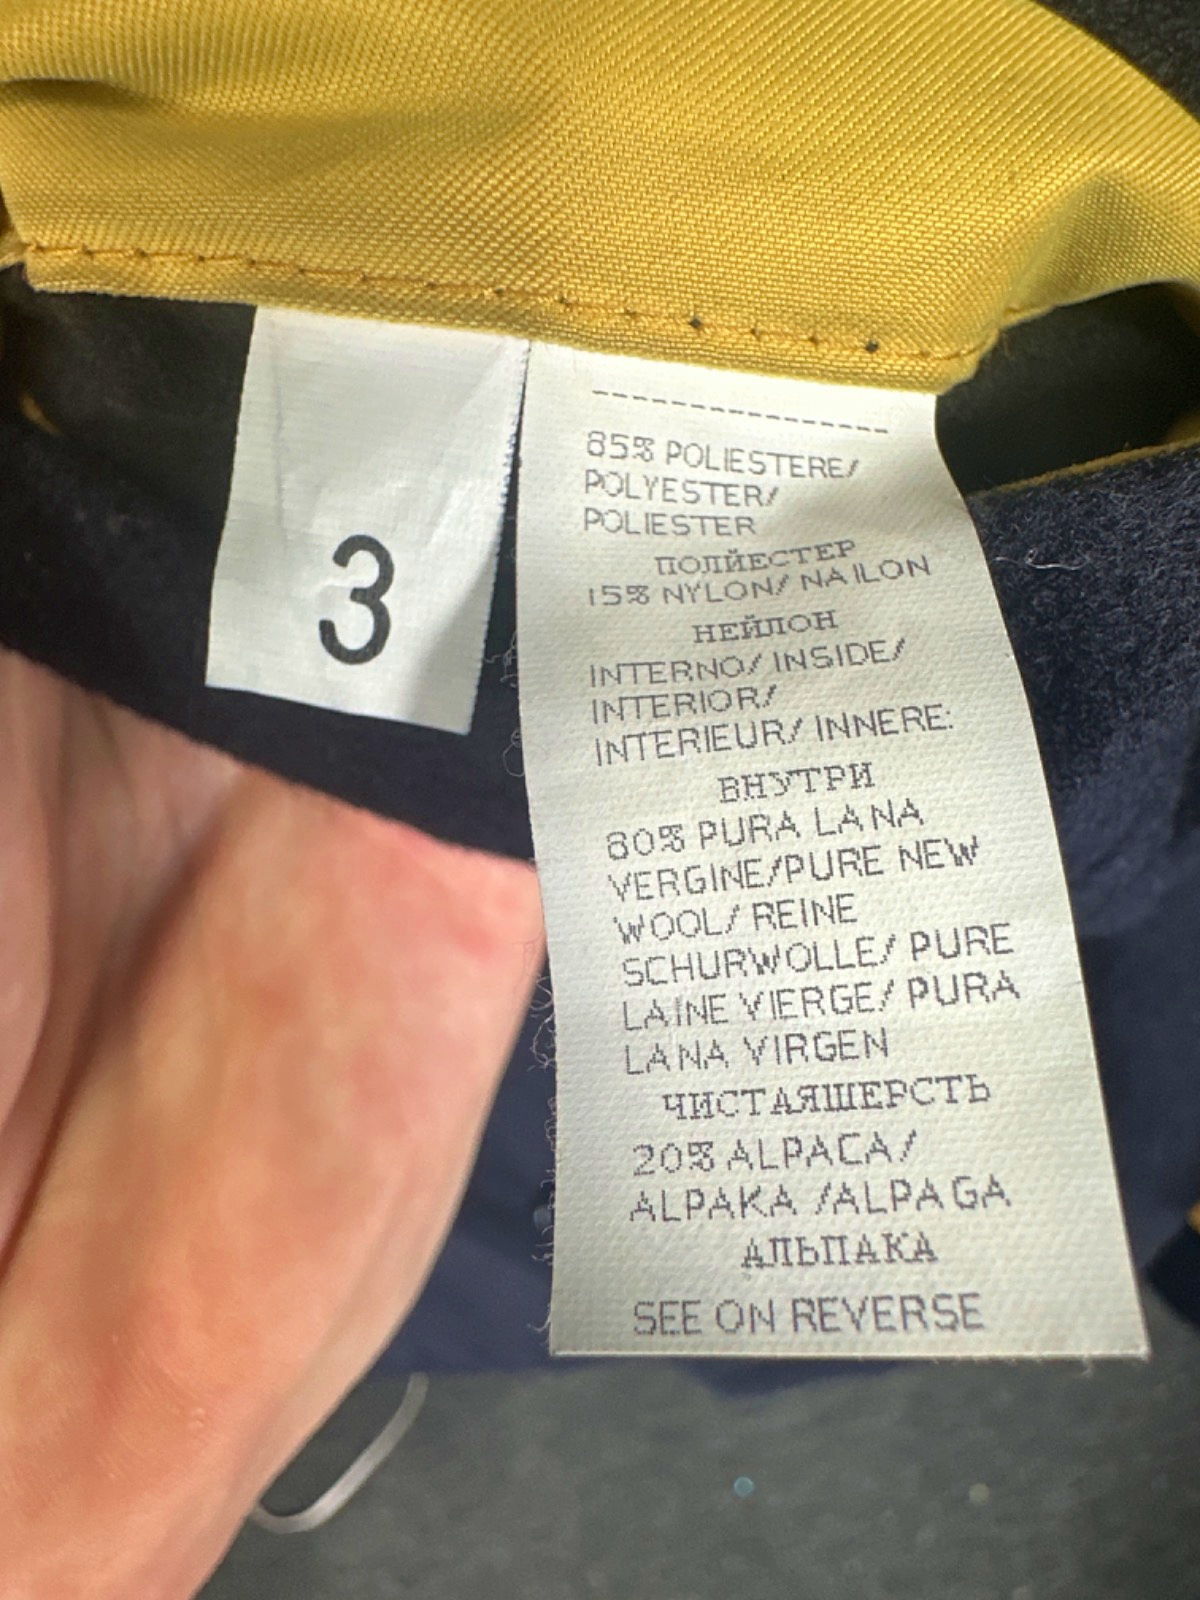 3
85% POLIESTERE/
POLYESTER/
POLIESTER
ПОЛЙЕСТЕР
15% NYLON/ NAILON
НЕЙЛОН
INTERNO/ INSIDE/
INTERIOR/
INTERIEUR/ INNERE:
ВНУТРИ
80% PURA LANA
VERGINE/PURE NEW
WOOL/ REINE
SCHURWOLLE/ PURE
LAINE VIERGE/ PURA
LANA VIRGEN
ЧИСТАЯШЕРСТЬ
20% ALPACA/
ALPAKA /ALPAGA
АЛЬПАКА
SEE ON REVERSE